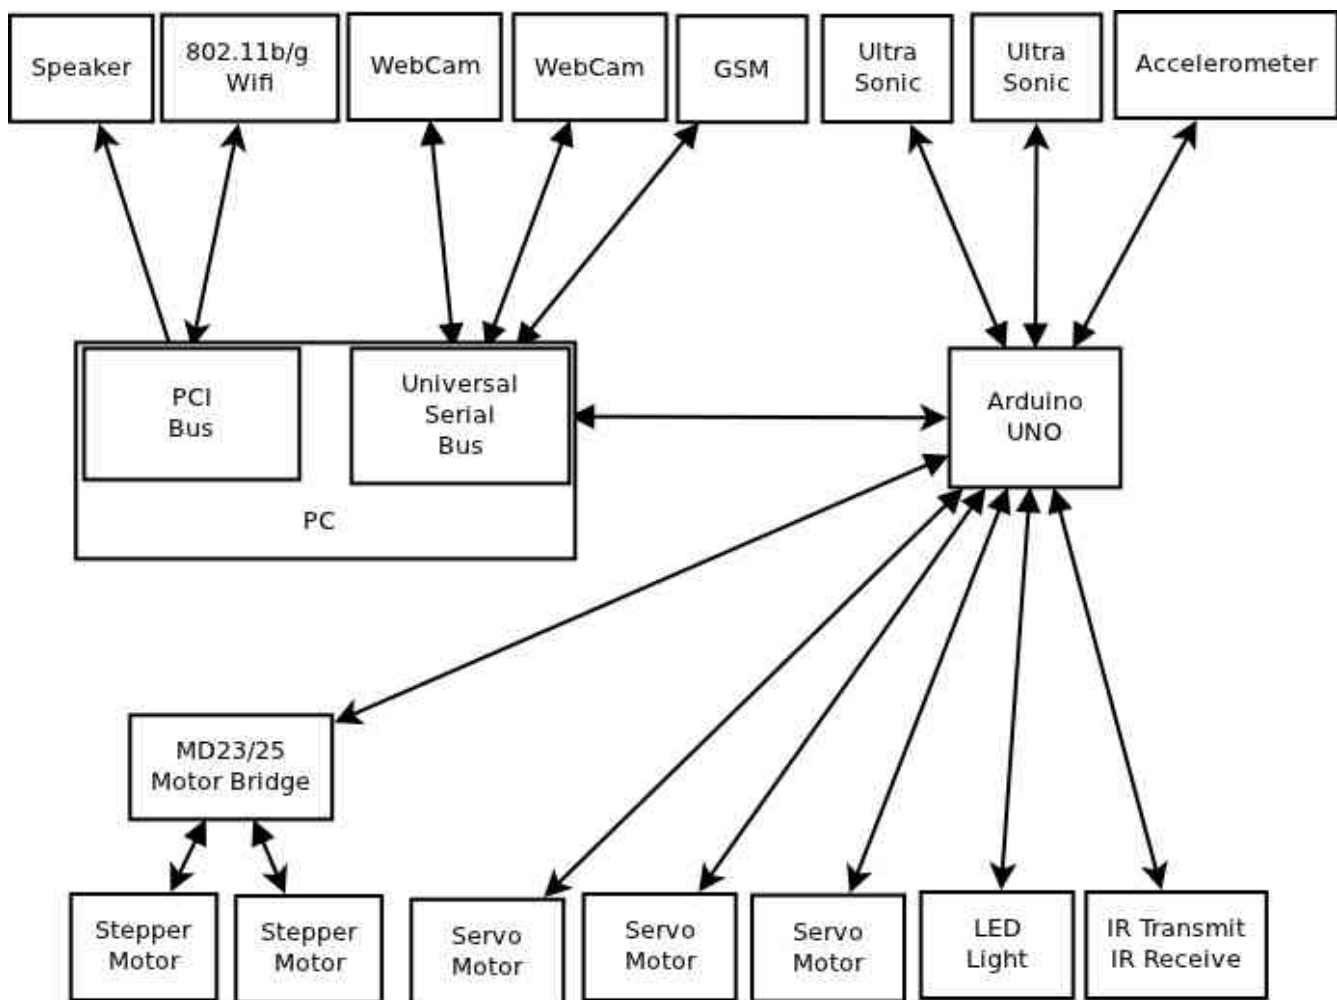 Speaker
802.11b/g
Wifi
WebCam
WebCam
GSM
Ultra
Sonic
Ultra
Sonic
Accelerometer
PCI
Bus
Universal
Serial
Bus
PC
Arduino
UNO
MD23/25
Motor Bridge
Stepper
Motor
Stepper
Motor
Servo
Motor
Servo
Motor
Servo
Motor
LED
Light
IR Transmit
IR Receive